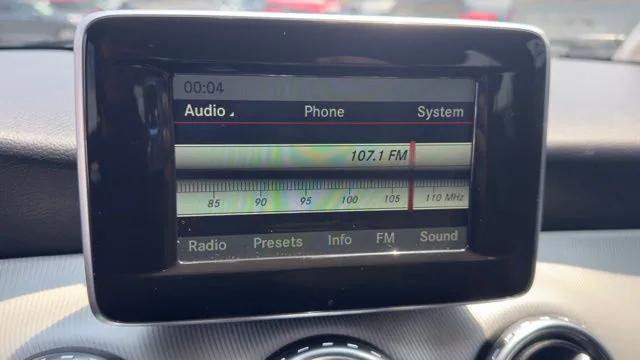 00:04
Audio Phone System
107.1 FM
85 90 95 100 105 110 MHz
Radio Presets Info FM Sound